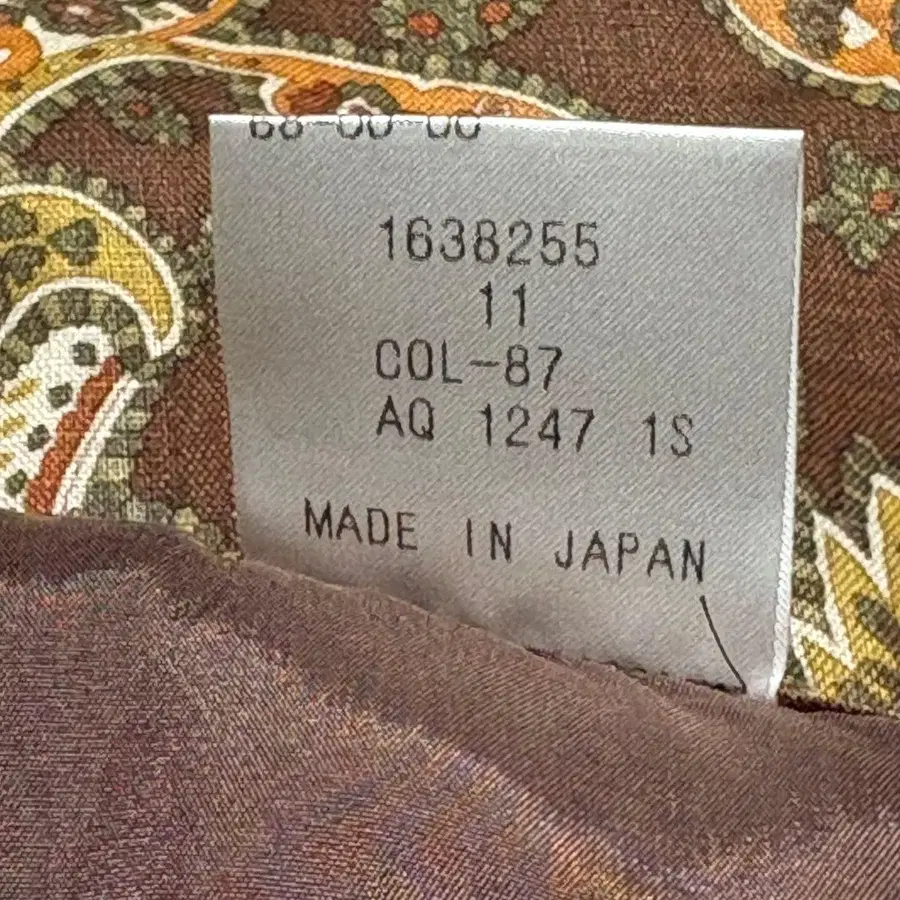 1638255
11
COL-87
AQ 1247 1S
MADE IN JAPAN